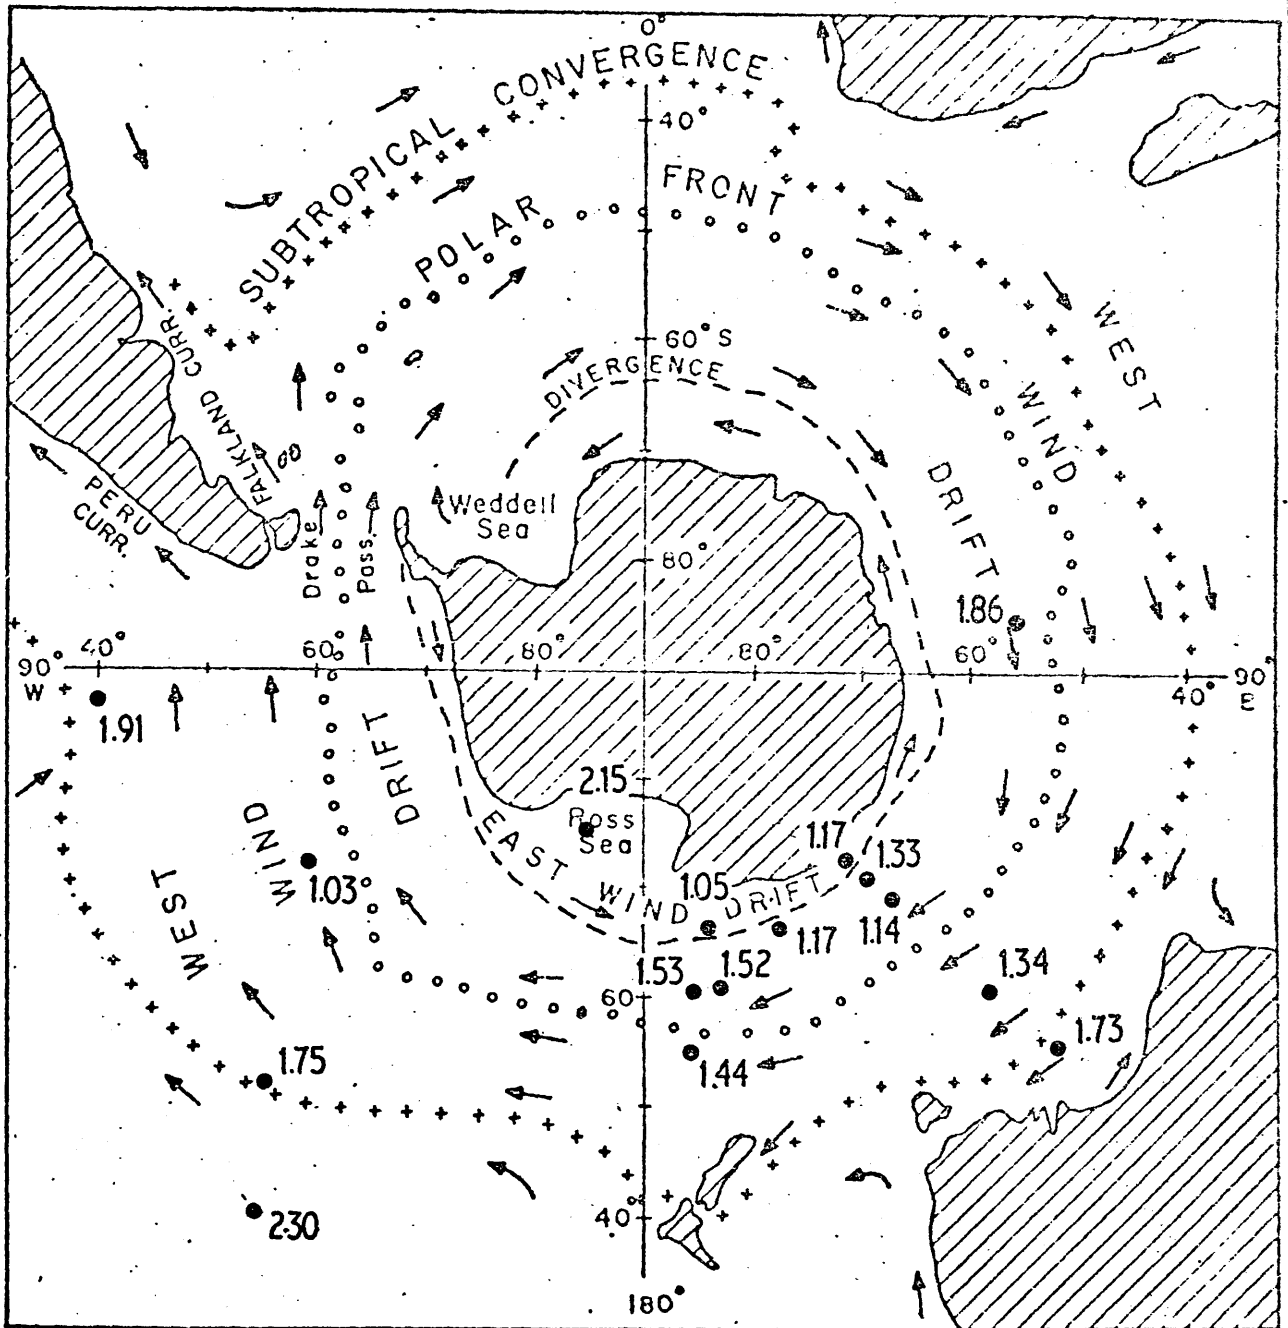 0°
SUBTROPICAL CONVERGENCE
40°
POLAR FRONT
60°S
DIVERGENCE
WEST WIND DRIFT
FALKLAND CURR.
PERU
CURR.
Drake Pass.
Weddell
Sea
80°
1.86
90°
W
40°
60°
80°
80°
60°
40°
90°
E
1.91
2.15
Ross
Sea
EAST WIND DRIFT
WEST WIND DRIFT
1.03
1.17
1.33
1.05
1.17
1.14
1.53
1.52
1.34
60
1.73
1.44
1.75
2.30
40
180°